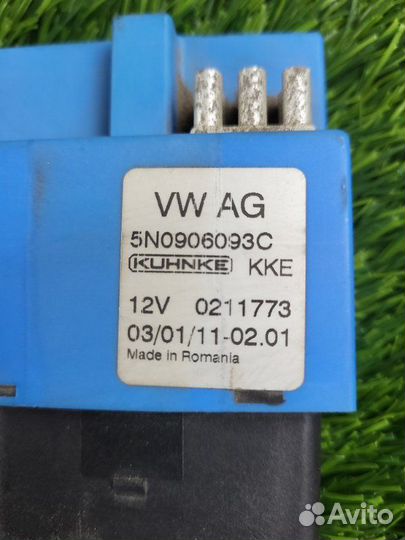 VW AG
5N0906093C
KUHNKE KKE
12V 0211773
03/01/11-02.01
Made in Romania
Avito